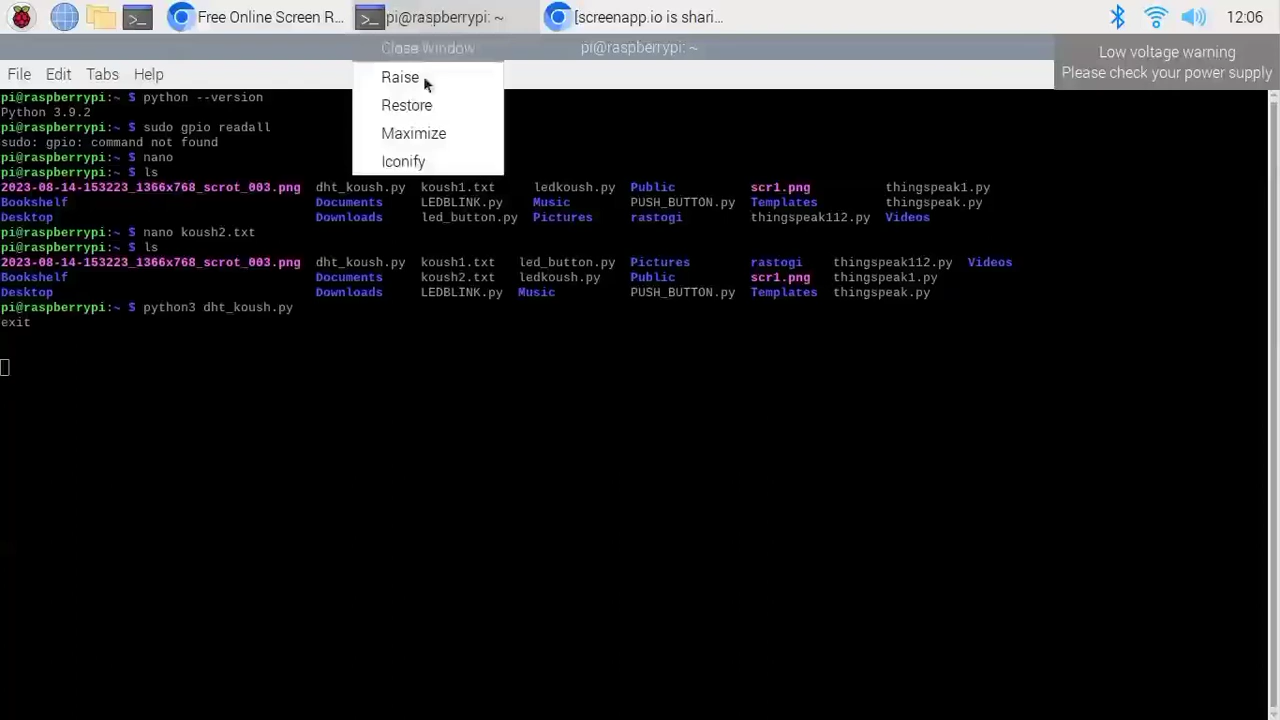 Free Online Screen R...
pi@raspberrypi: ~
[screenapp.io is shari...
12:06
Close Window
pi@raspberrypi: ~
Low voltage warning
Please check your power supply
File Edit Tabs Help
Raise
Restore
Maximize
Iconify
pi@raspberrypi:~ $ python --version
Python 3.9.2
pi@raspberrypi:~ $ sudo gpio readall
sudo: gpio: command not found
pi@raspberrypi:~ $ nano
pi@raspberrypi:~ $ ls
2023-08-14-153223_1366x768_scrot_003.png dht_koush.py koush1.txt ledkoush.py Public scr1.png thingspeak1.py
Bookshelf Documents LEDBLINK.py Music PUSH_BUTTON.py Templates thingspeak.py
Desktop Downloads led_button.py Pictures rastogi thingspeak112.py Videos
pi@raspberrypi:~ $ nano koush2.txt
pi@raspberrypi:~ $ ls
2023-08-14-153223_1366x768_scrot_003.png dht_koush.py koush1.txt led_button.py Pictures rastogi thingspeak112.py Videos
Bookshelf Documents koush2.txt ledkoush.py Public scr1.png thingspeak1.py
Desktop Downloads LEDBLINK.py Music PUSH_BUTTON.py Templates thingspeak.py
pi@raspberrypi:~ $ python3 dht_koush.py
exit